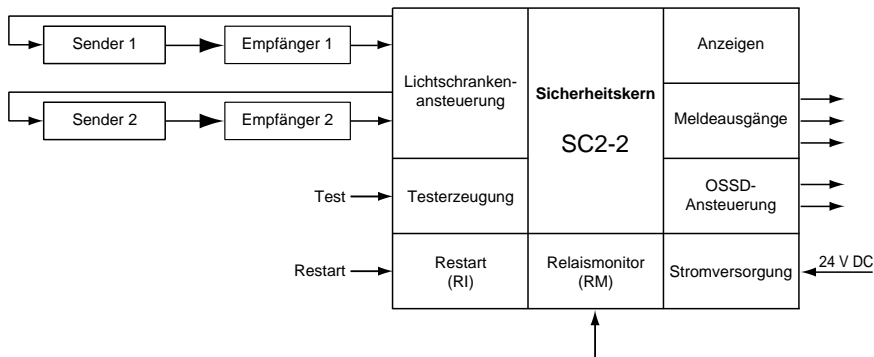 Sender 1
Empfänger 1
Anzeigen
Lichtschranken-
ansteuerung
Sicherheitskern
SC2-2
Sender 2
Empfänger 2
Meldeausgänge
Test
Testerzeugung
OSSD-
Ansteuerung
Restart
Restart
(RI)
Relaismonitor
(RM)
Stromversorgung
24 V DC